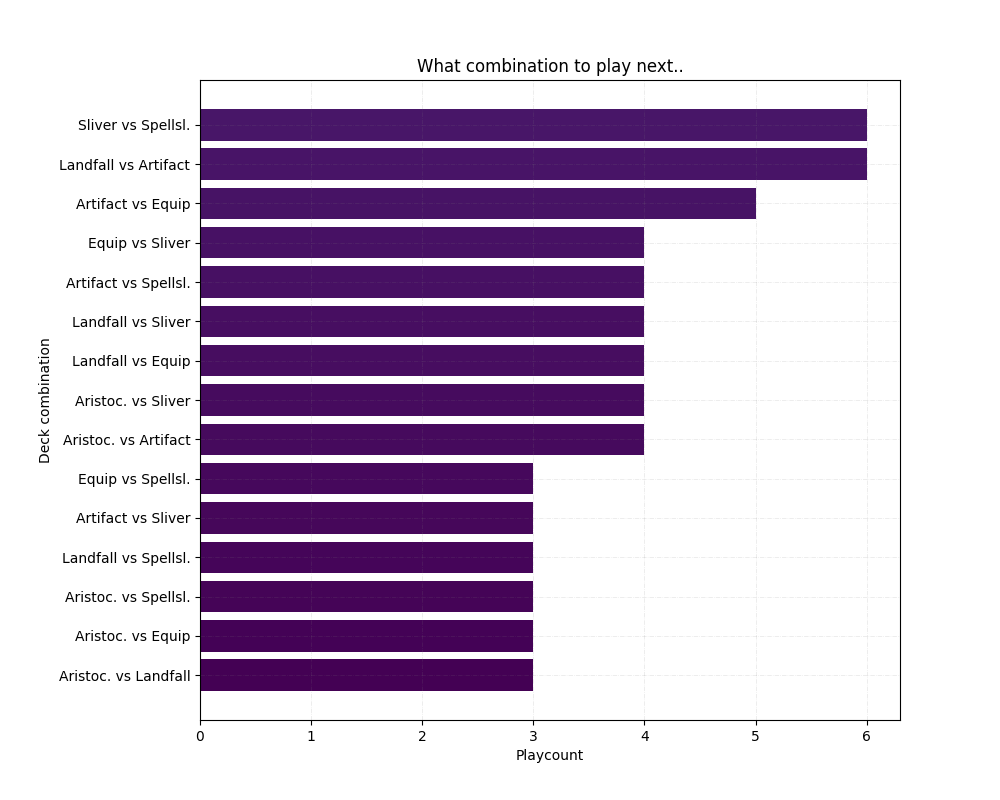 What combination to play next..
Deck combination
Sliver vs Spellsl.
Landfall vs Artifact
Artifact vs Equip
Equip vs Sliver
Artifact vs Spellsl.
Landfall vs Sliver
Landfall vs Equip
Aristoc. vs Sliver
Aristoc. vs Artifact
Equip vs Spellsl.
Artifact vs Sliver
Landfall vs Spellsl.
Aristoc. vs Spellsl.
Aristoc. vs Equip
Aristoc. vs Landfall
0 1 2 3 4 5 6
Playcount